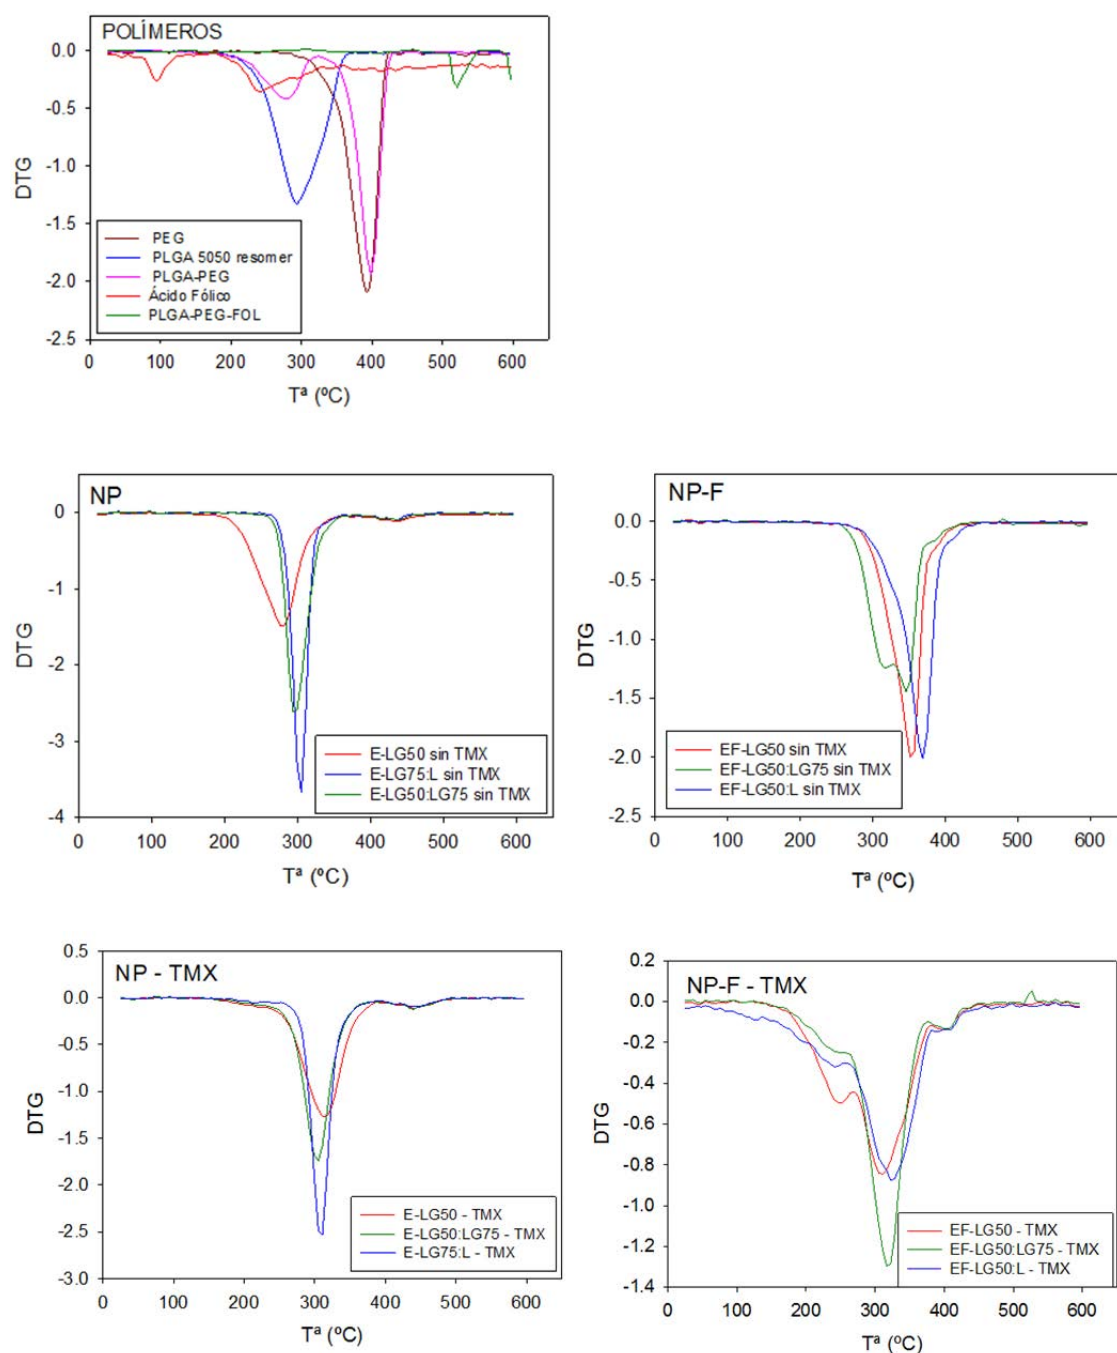 POLÍMEROS
0.0
-0.5
-1.0
-1.5
-2.0
-2.5
DTG
PEG
PLGA 5050 resomer
PLGA-PEG
Ácido Fólico
PLGA-PEG-FOL
0 100 200 300 400 500 600
Tª (ºC)
NP
0
-1
-2
-3
-4
DTG
E-LG50 sin TMX
E-LG75:L sin TMX
E-LG50:LG75 sin TMX
0 100 200 300 400 500 600
Tª (ºC)
NP-F
0.0
-0.5
-1.0
-1.5
-2.0
-2.5
DTG
EF-LG50 sin TMX
EF-LG50:LG75 sin TMX
EF-LG50:L sin TMX
0 100 200 300 400 500 600
Tª (ºC)
NP - TMX
0.5
0.0
-0.5
-1.0
-1.5
-2.0
-2.5
-3.0
DTG
E-LG50 - TMX
E-LG50:LG75 - TMX
E-LG75:L - TMX
0 100 200 300 400 500 600
Tª (ºC)
NP-F - TMX
0.2
0.0
-0.2
-0.4
-0.6
-0.8
-1.0
-1.2
-1.4
DTG
EF-LG50 - TMX
EF-LG50:LG75 - TMX
EF-LG50:L - TMX
0 100 200 300 400 500 600
Tª (ºC)